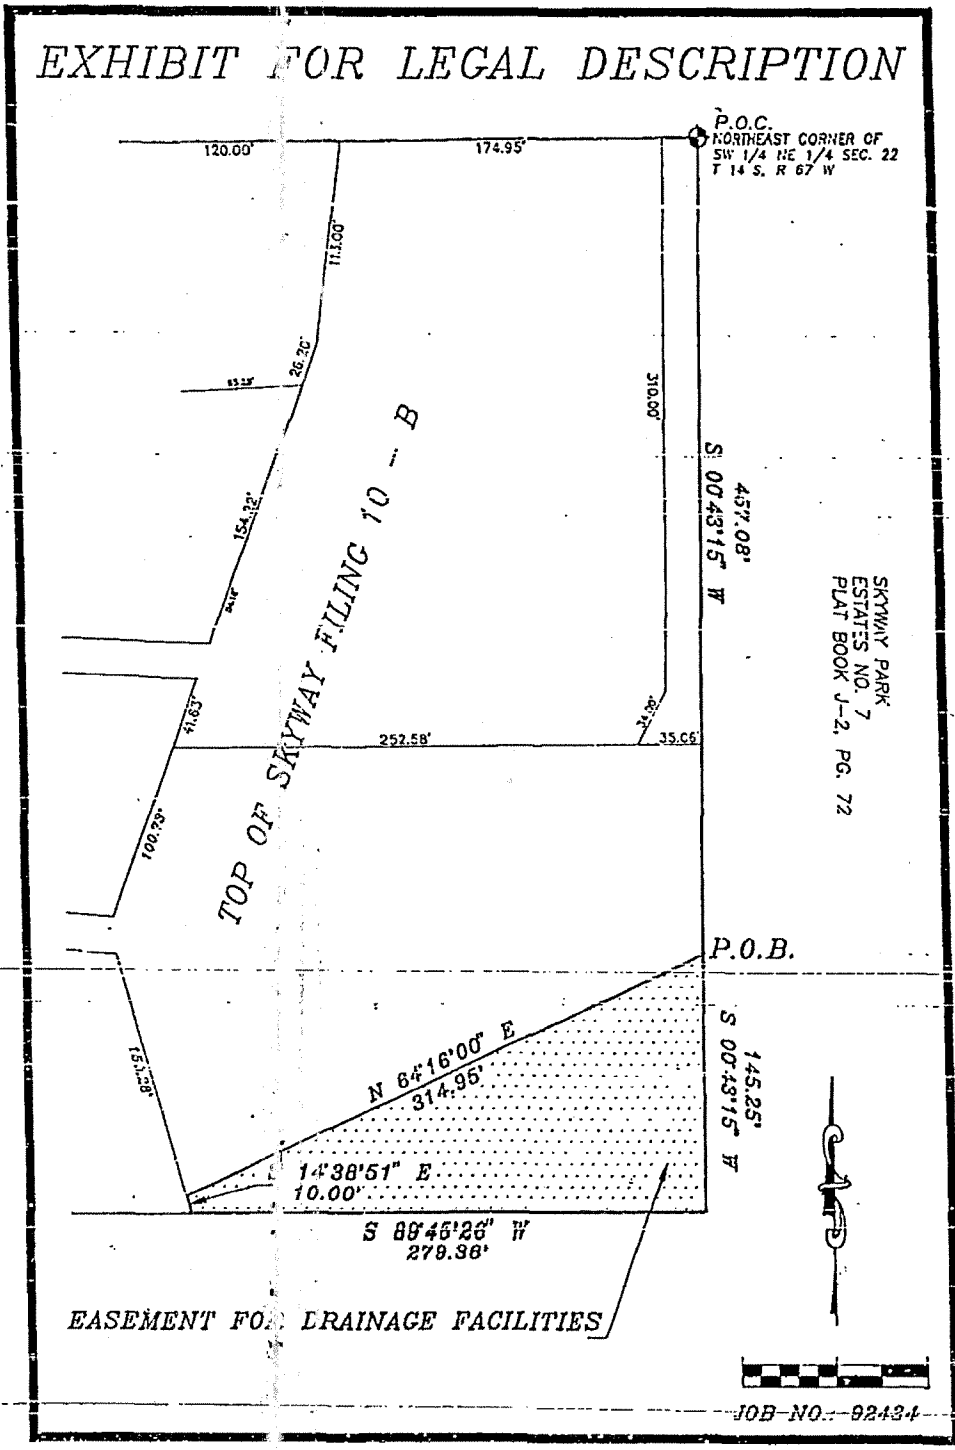 EXHIBIT FOR LEGAL DESCRIPTION
P.O.C.
NORTHEAST CORNER OF
SW 1/4 NE 1/4 SEC. 22
T 14 S, R 67 W
120.00'
174.95'
113.00'
26.20'
310.00'
S 00°43'15" W
457.08'
154.32'
TOP OF SKYWAY FILING 10 - B
SKYWAY PARK
ESTATES NO. 7
PLAT BOOK J-2, PG. 72
41.63'
34.00'
252.58'
35.06'
100.79'
P.O.B.
S 00°43'15" W
145.25'
N 64°16'00" E
314.95'
14°38'51" E
10.00'
S 89°45'26" W
279.36'
EASEMENT FOR DRAINAGE FACILITIES
JOB NO.: 92434